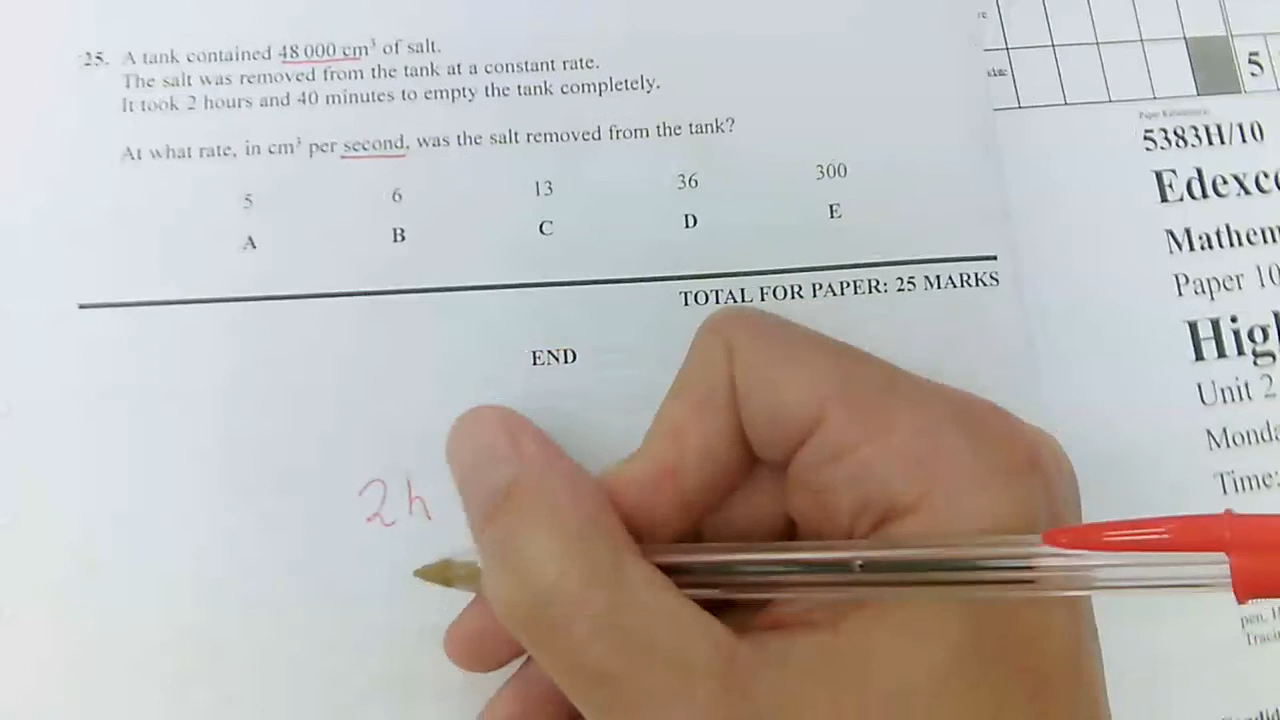 25. A tank contained 48 000 cm³ of salt.
The salt was removed from the tank at a constant rate.
It took 2 hours and 40 minutes to empty the tank completely.
At what rate, in cm³ per second, was the salt removed from the tank?
5 6 13 36 300
A B C D E
TOTAL FOR PAPER: 25 MARKS
END
2h
5
5383H/10
Edexce
Mathem
Paper 10
High
Unit 2
Monda
Time:
pen,